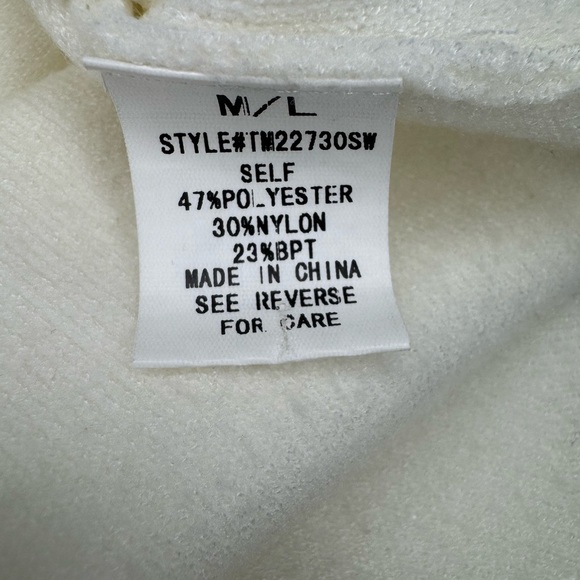 M/L
STYLE#TM22730SW
SELF
47%POLYESTER
30%NYLON
23%BPT
MADE IN CHINA
SEE REVERSE
FOR CARE